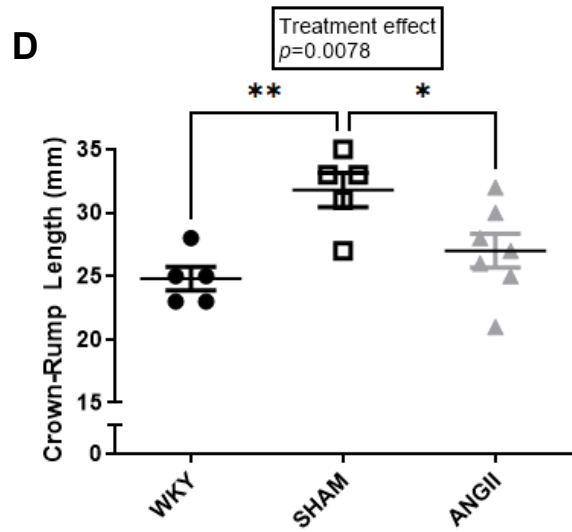 D
Treatment effect
p=0.0078
** *
Crown-Rump Length (mm)
35
30
25
20
15
0
WKY SHAM ANGII